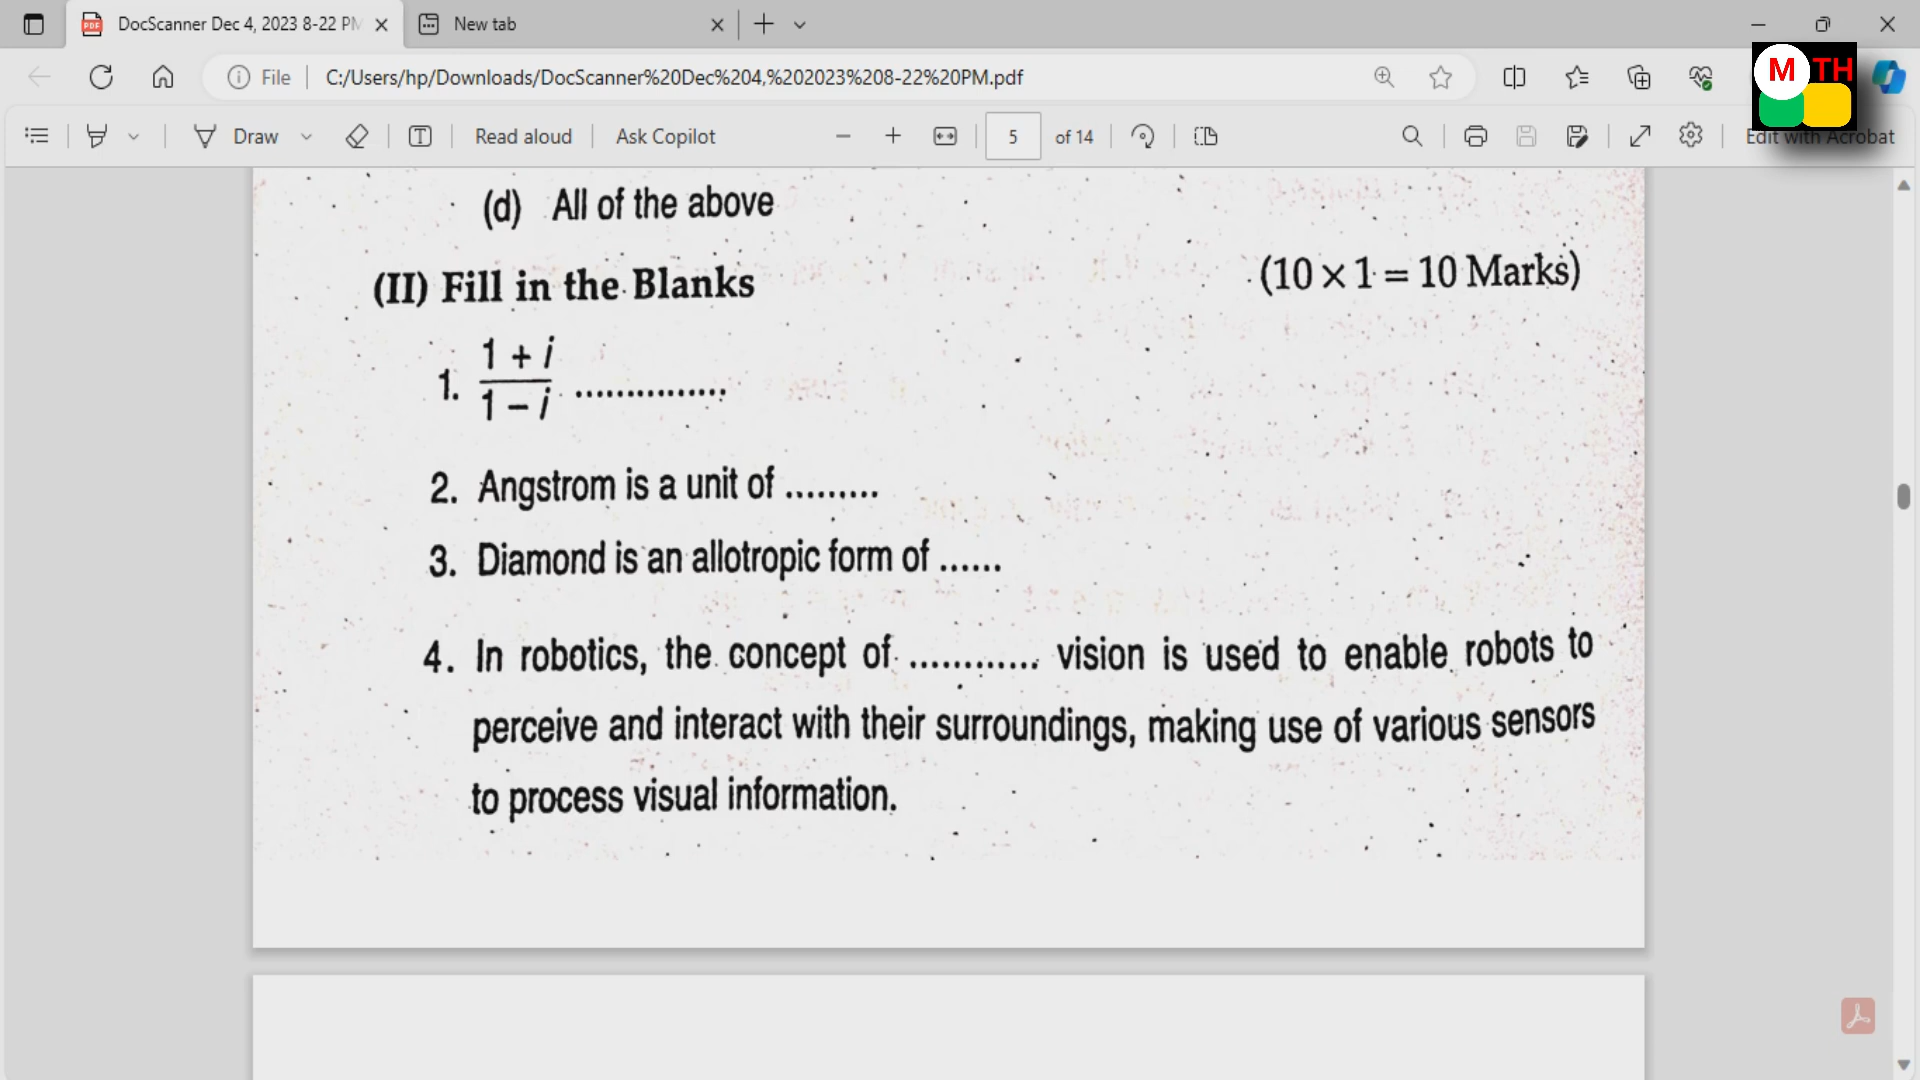 DocScanner Dec 4, 2023 8-22 PM
New tab
File
C:/Users/hp/Downloads/DocScanner%20Dec%204,%202023%208-22%20PM.pdf
M TH
Draw
Read aloud
Ask Copilot
5
of 14
Edit with Acrobat
(d) All of the above
(II) Fill in the Blanks (10 × 1 = 10 Marks)
1. 1 + i
1 – i ...............
2. Angstrom is a unit of .........
3. Diamond is an allotropic form of ......
4. In robotics, the concept of ............ vision is used to enable robots to
perceive and interact with their surroundings, making use of various sensors
to process visual information.